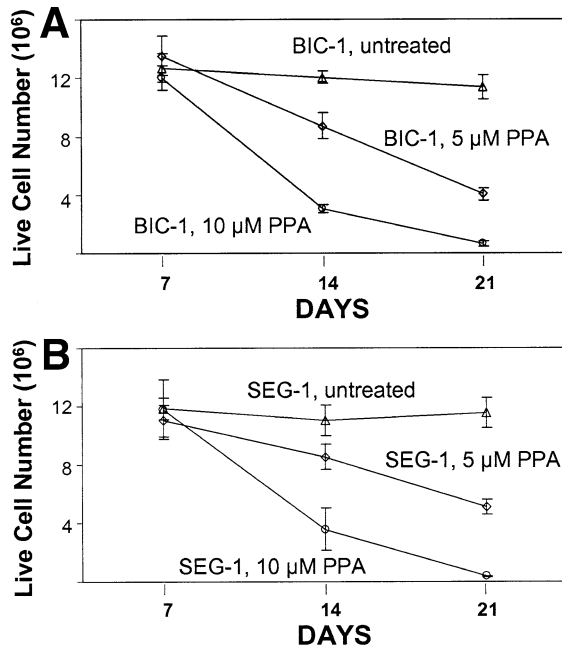 A
Live Cell Number (10⁶)
12
8
4
BIC-1, untreated
BIC-1, 5 µM PPA
BIC-1, 10 µM PPA
7 14 21
DAYS
B
Live Cell Number (10⁶)
12
8
4
SEG-1, untreated
SEG-1, 5 µM PPA
SEG-1, 10 µM PPA
7 14 21
DAYS